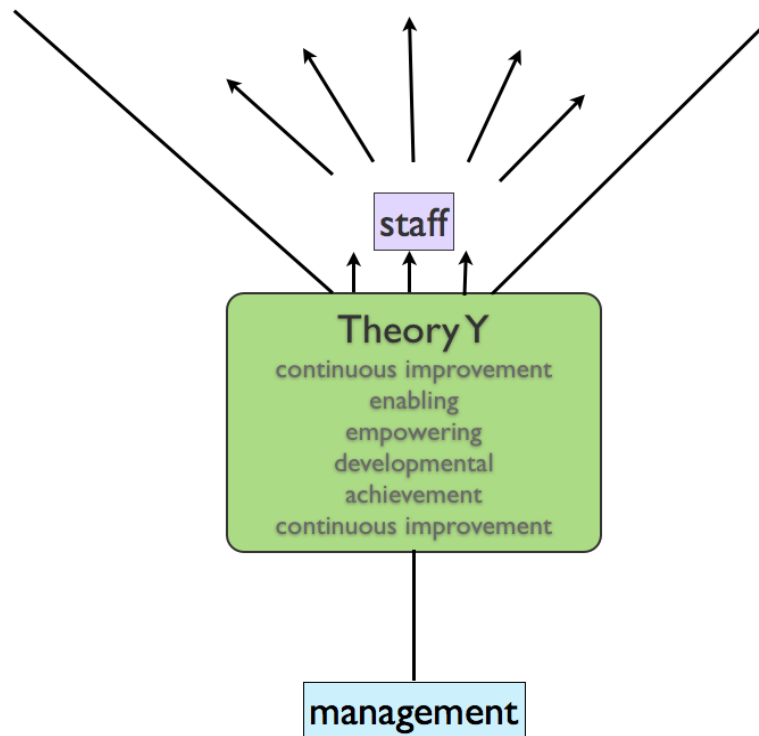 staff
Theory Y
continuous improvement
enabling
empowering
developmental
achievement
continuous improvement
management